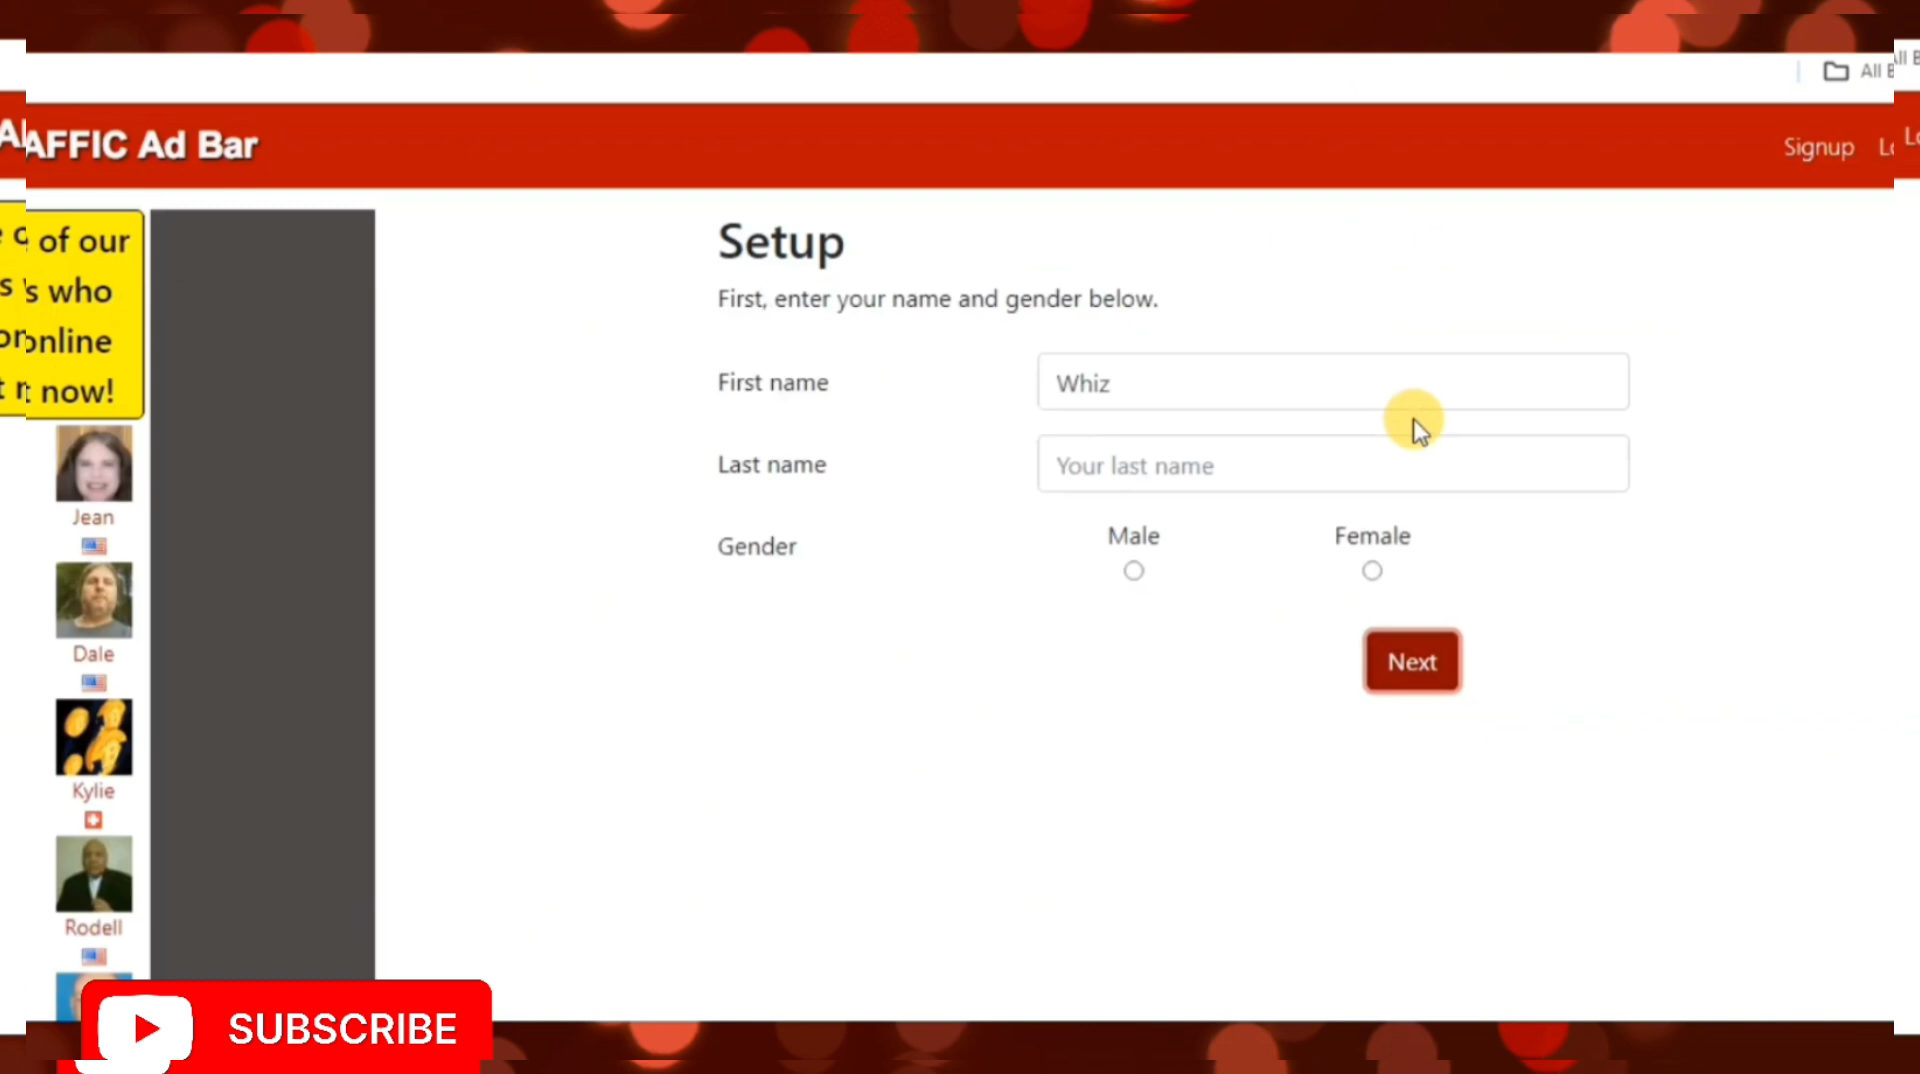 All
AFFIC Ad Bar
Signup
of our
's who
online
t now!
Setup
First, enter your name and gender below.
First name
Whiz
Last name
Your last name
Gender
Male
Female
Next
Jean
Dale
Kylie
Rodell
SUBSCRIBE